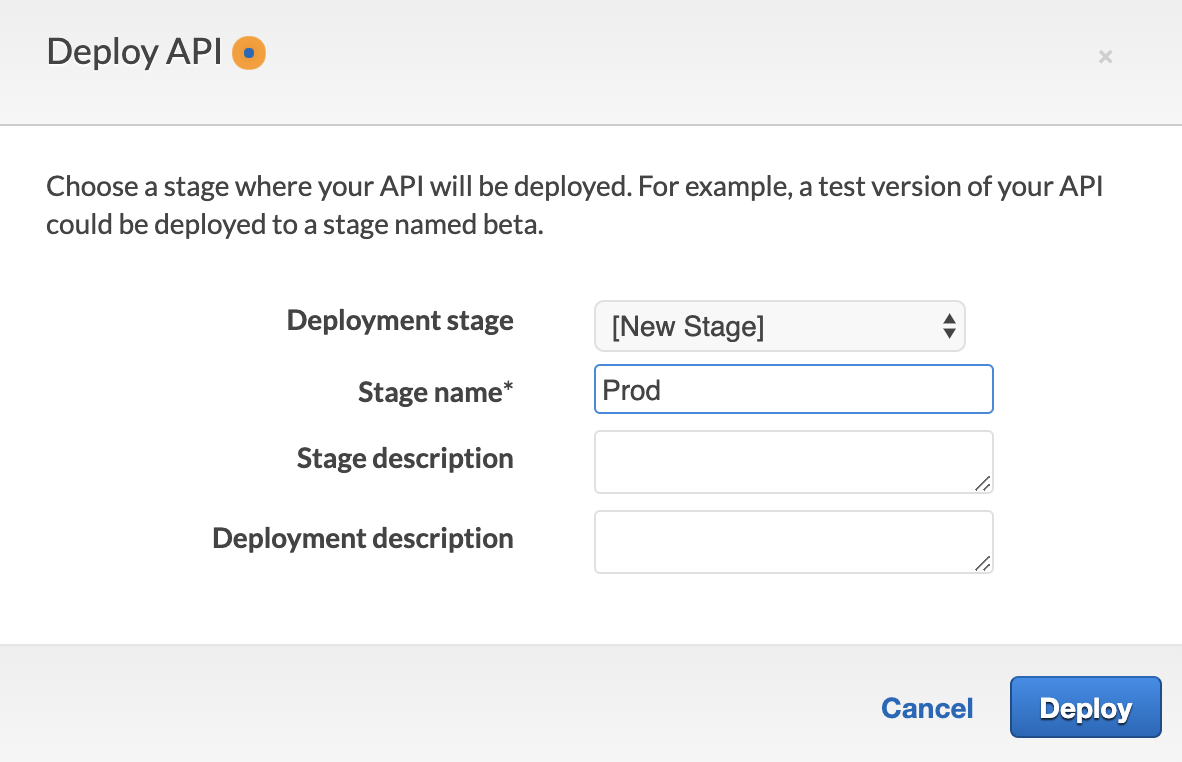 Deploy API
×
Choose a stage where your API will be deployed. For example, a test version of your API
could be deployed to a stage named beta.
Deployment stage [New Stage]
Stage name* Prod
Stage description
Deployment description
Cancel Deploy